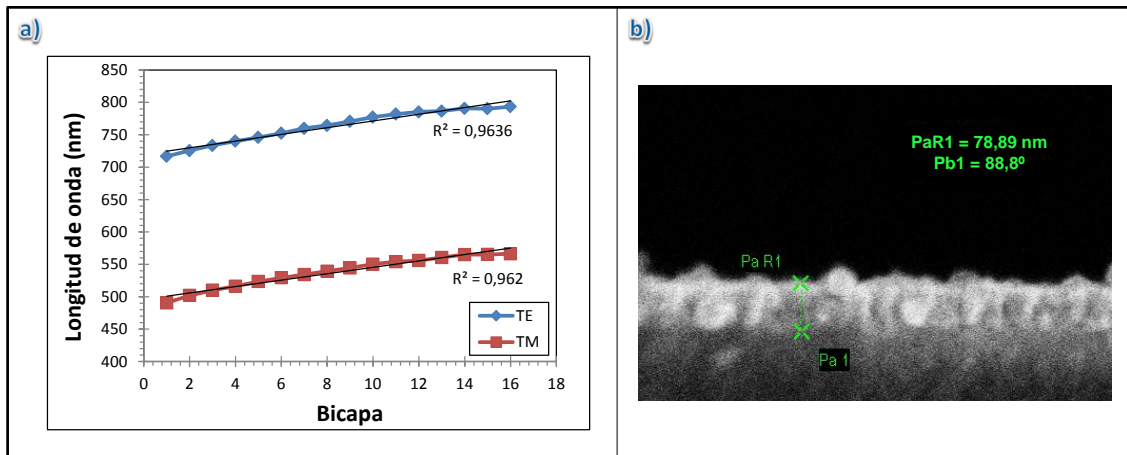 a)
850
800
750
700
650
600
550
500
450
400
Longitud de onda (nm)
R² = 0,9636
R² = 0,962
TE
TM
0 2 4 6 8 10 12 14 16 18
Bicapa
b)
PaR1 = 78,89 nm
Pb1 = 88,8º
Pa R1
Pa 1